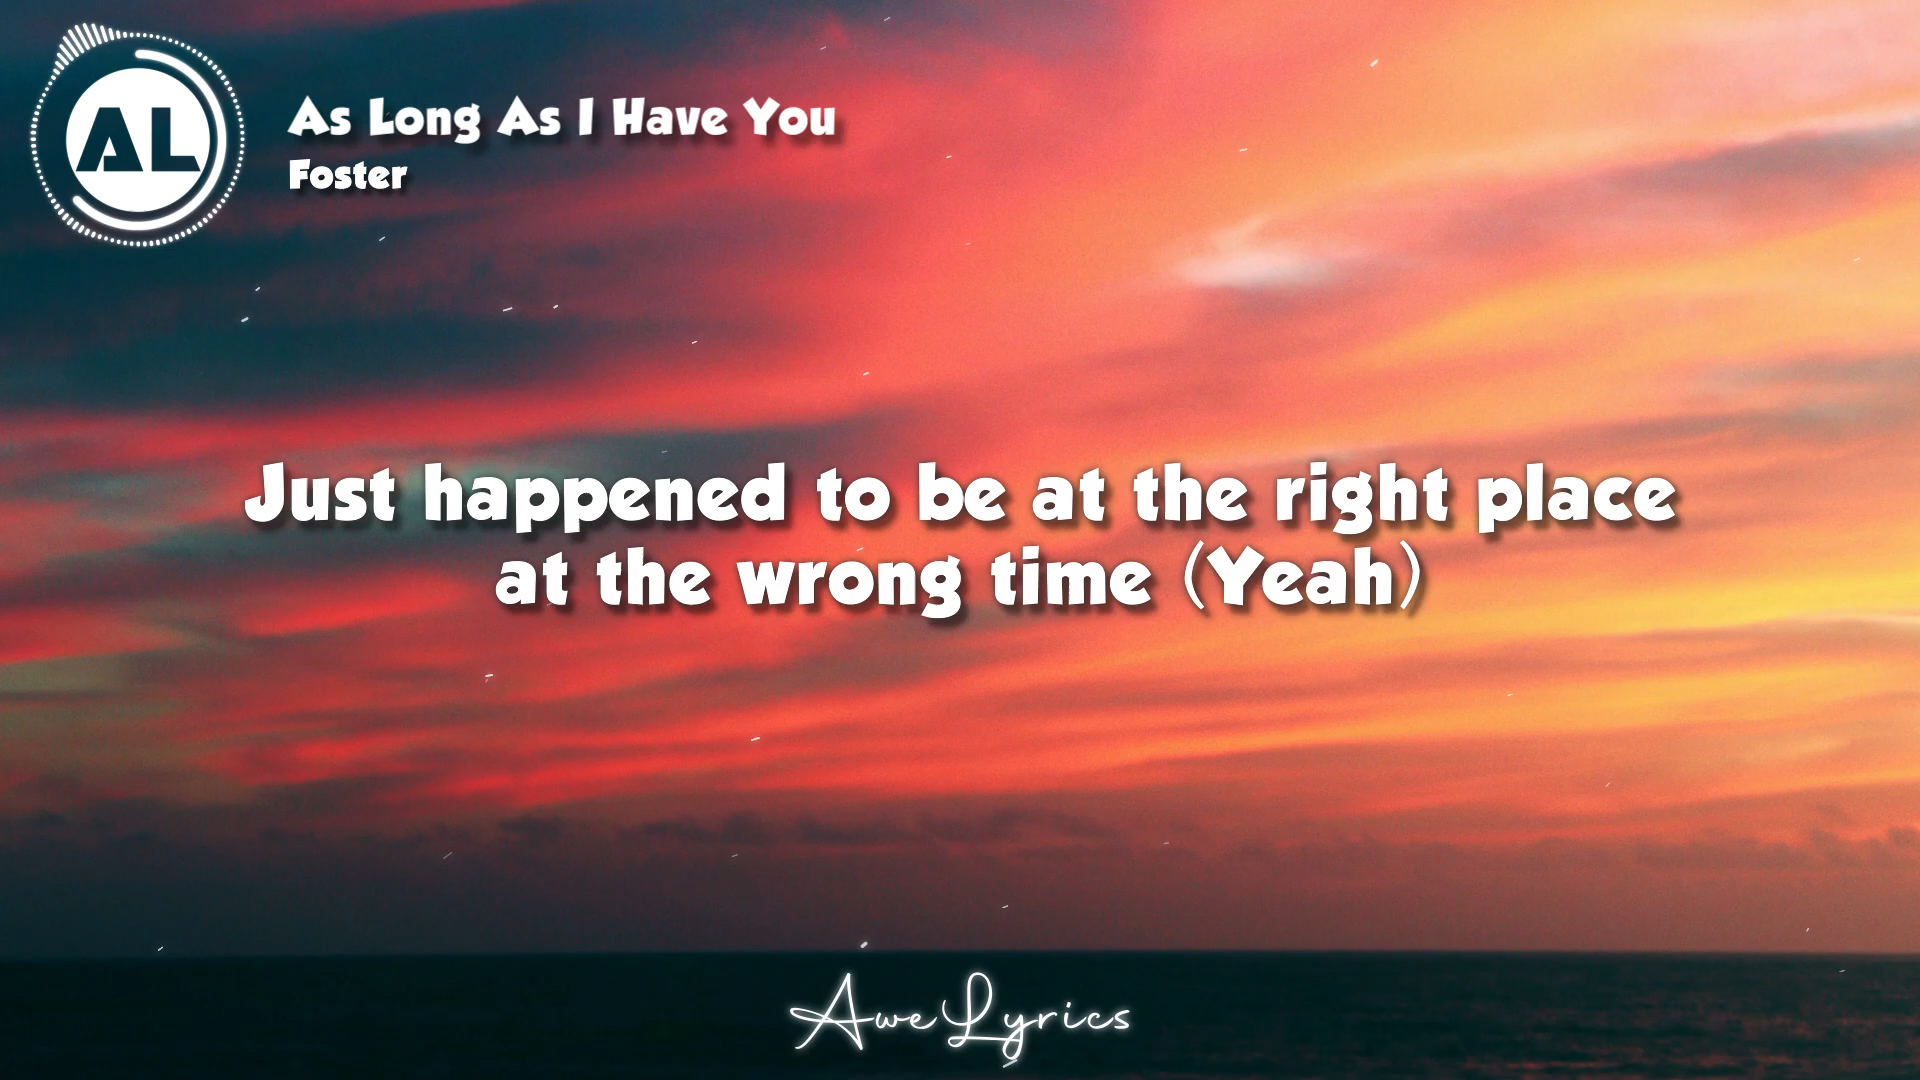 AL
As Long As I Have You
Foster
Just happened to be at the right place
at the wrong time (Yeah)
AweLyrics